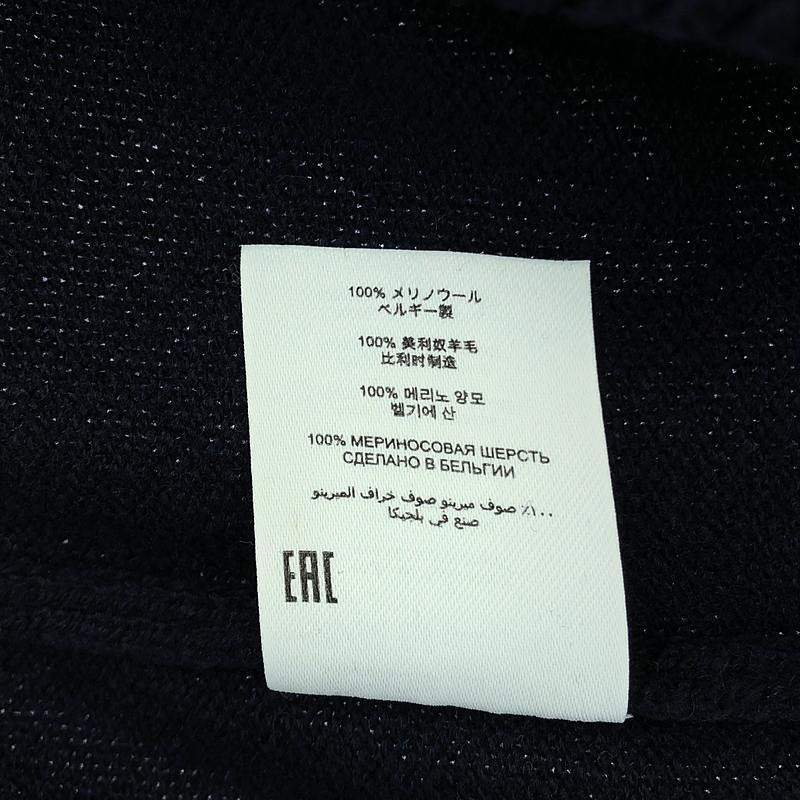 100% メリノウール
ベルギー製
100% 美利奴羊毛
比利时制造
100% 메리노 양모
벨기에 산
100% МЕРИНОСОВАЯ ШЕРСТЬ
СДЕЛАНО В БЕЛЬГИИ
١٠٠٪ صوف ميرينو صوف خراف الميرينو
صنع في بلجيكا
EAC